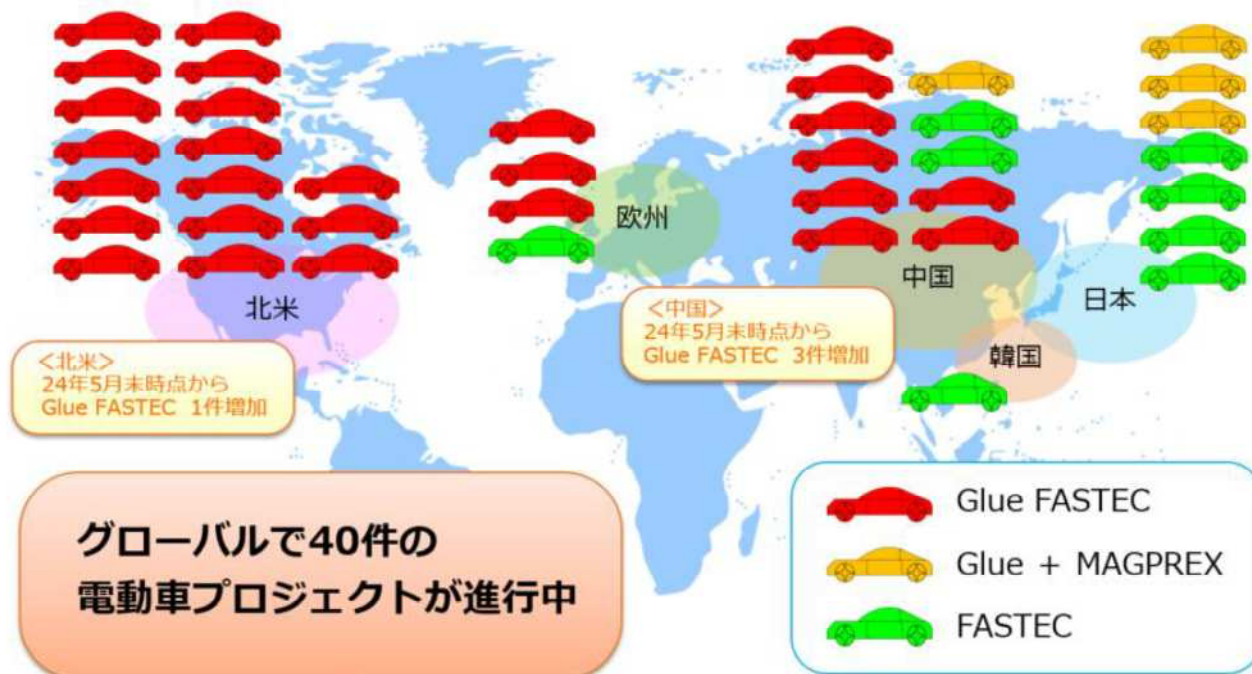 欧州
北米
中国
日本
韓国
＜北米＞
24年5月末時点から
Glue FASTEC 1件増加
＜中国＞
24年5月末時点から
Glue FASTEC 3件増加
グローバルで40件の
電動車プロジェクトが進行中
Glue FASTEC
Glue + MAGPREX
FASTEC